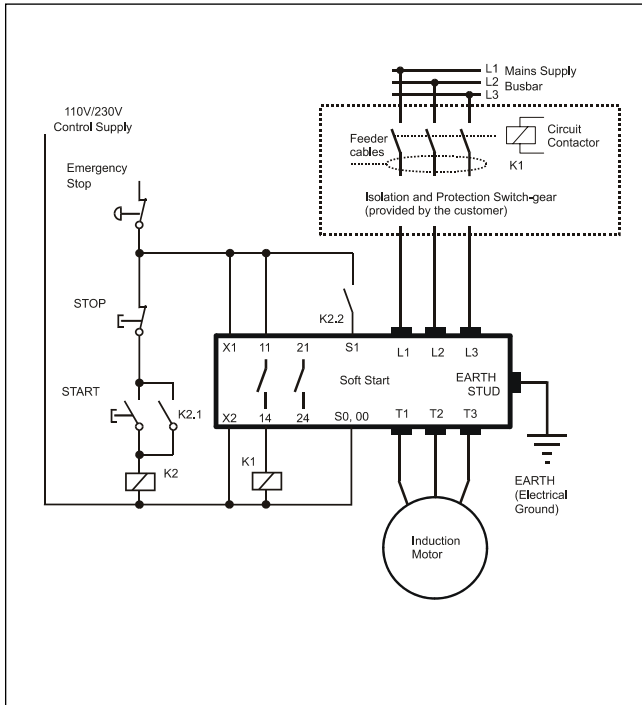 L1
Mains Supply
L2
Busbar
L3
110V/230V
Control Supply
Emergency
Stop
Feeder
cables
Circuit
Contactor
K1
Isolation and Protection Switch-gear
(provided by the customer)
STOP
K2.2
X1
11
21
S1
L1
L2
L3
Soft Start
EARTH
STUD
START
K2.1
X2
14
24
S0, 00
T1
T2
T3
K2
K1
EARTH
(Electrical
Ground)
Induction
Motor